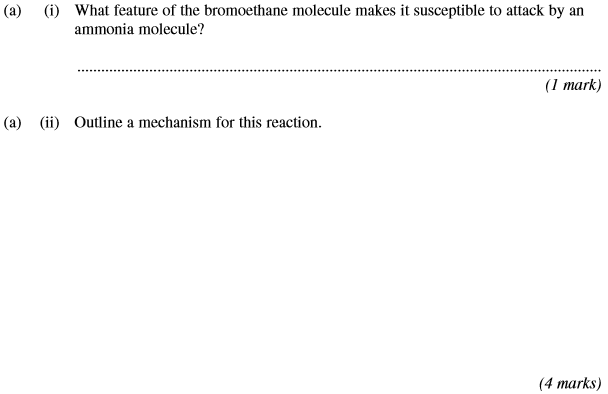 (a) (i) What feature of the bromoethane molecule makes it susceptible to attack by an
ammonia molecule?
(1 mark)
(a) (ii) Outline a mechanism for this reaction.
(4 marks)